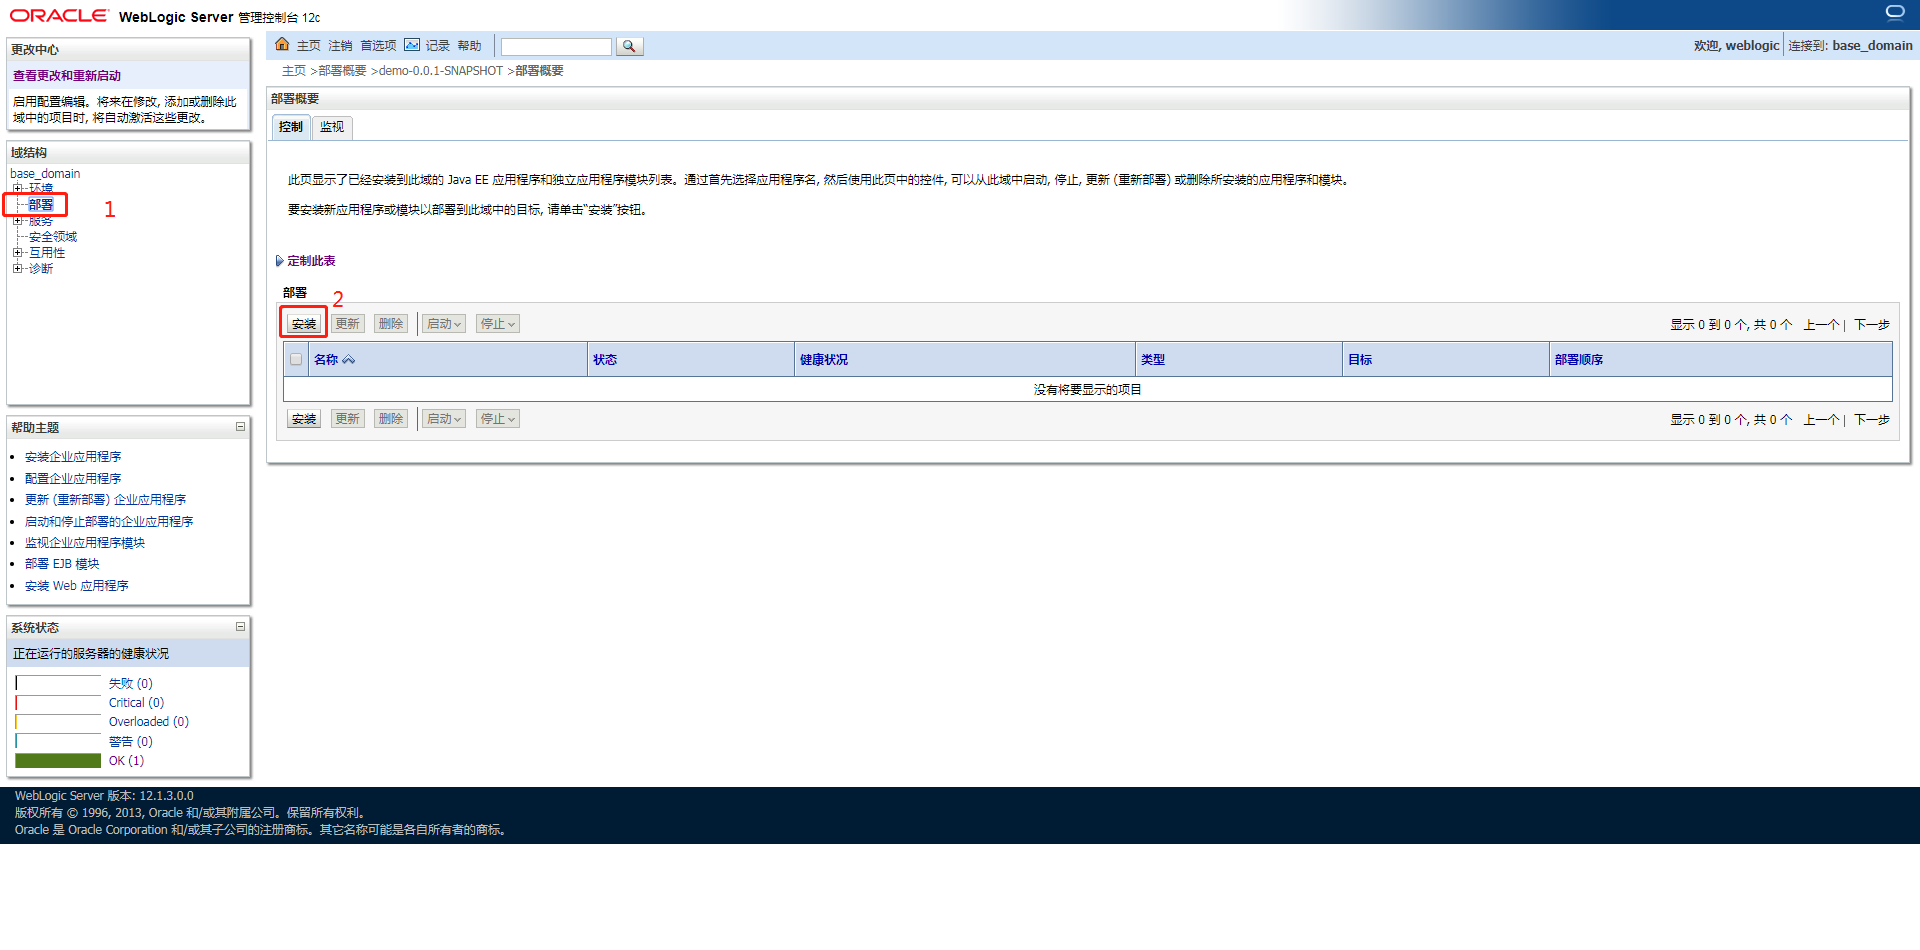 ORACLE WebLogic Server 管理控制台 12c
更改中心
查看更改和重新启动
启用配置编辑。将来在修改, 添加或删除此
域中的项目时, 将自动激活这些更改。
域结构
base_domain
环境
部署
1
服务
安全领域
互用性
诊断
帮助主题
安装企业应用程序
配置企业应用程序
更新 (重新部署) 企业应用程序
启动和停止部署的企业应用程序
监视企业应用程序模块
部署 EJB 模块
安装 Web 应用程序
系统状态
正在运行的服务器的健康状况
失败 (0)
Critical (0)
Overloaded (0)
警告 (0)
OK (1)
主页 注销 首选项 记录 帮助
欢迎, weblogic 连接到: base_domain
主页 >部署概要 >demo-0.0.1-SNAPSHOT >部署概要
部署概要
控制 监视
此页显示了已经安装到此域的 Java EE 应用程序和独立应用程序模块列表。通过首先选择应用程序名, 然后使用此页中的控件, 可以从此域中启动, 停止, 更新 (重新部署) 或删除所安装的应用程序和模块。
要安装新应用程序或模块以部署到此域中的目标, 请单击“安装”按钮。
定制此表
部署
2
安装 更新 删除 启动 停止 显示 0 到 0 个, 共 0 个 上一个 | 下一步
名称 状态 健康状况 类型 目标 部署顺序
没有将要显示的项目
安装 更新 删除 启动 停止 显示 0 到 0 个, 共 0 个 上一个 | 下一步
WebLogic Server 版本: 12.1.3.0.0
版权所有 © 1996, 2013, Oracle 和/或其附属公司。保留所有权利。
Oracle 是 Oracle Corporation 和/或其子公司的注册商标。其它名称可能是各自所有者的商标。